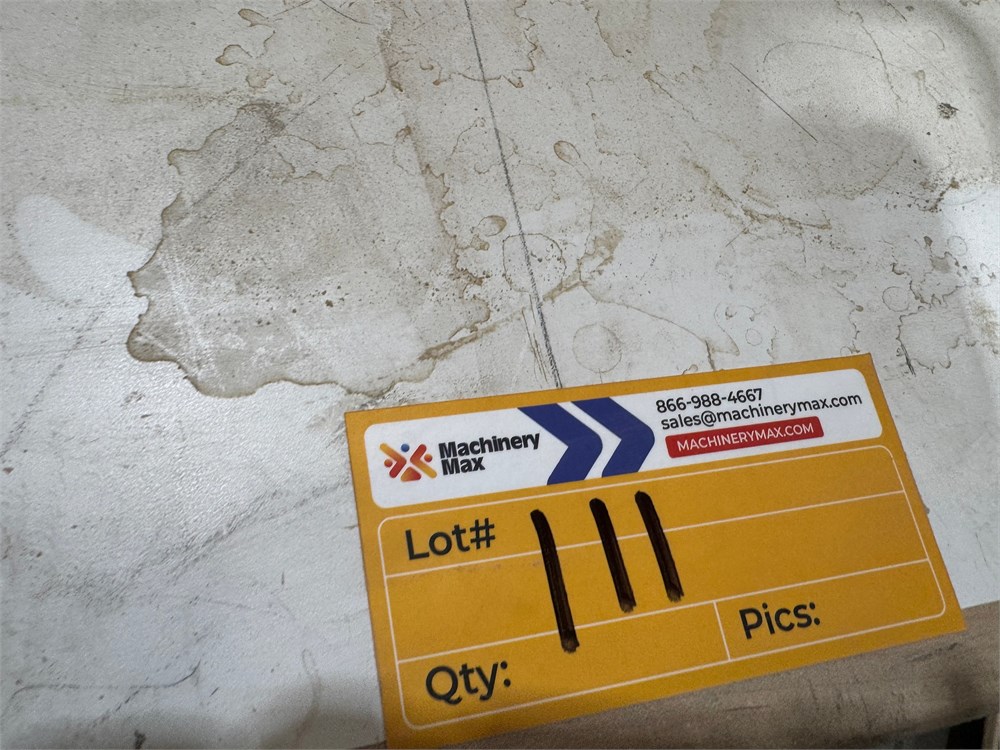 Machinery
Max
866-988-4667
sales@machinerymax.com
MACHINERYMAX.COM
Lot# 111
Qty:
Pics: